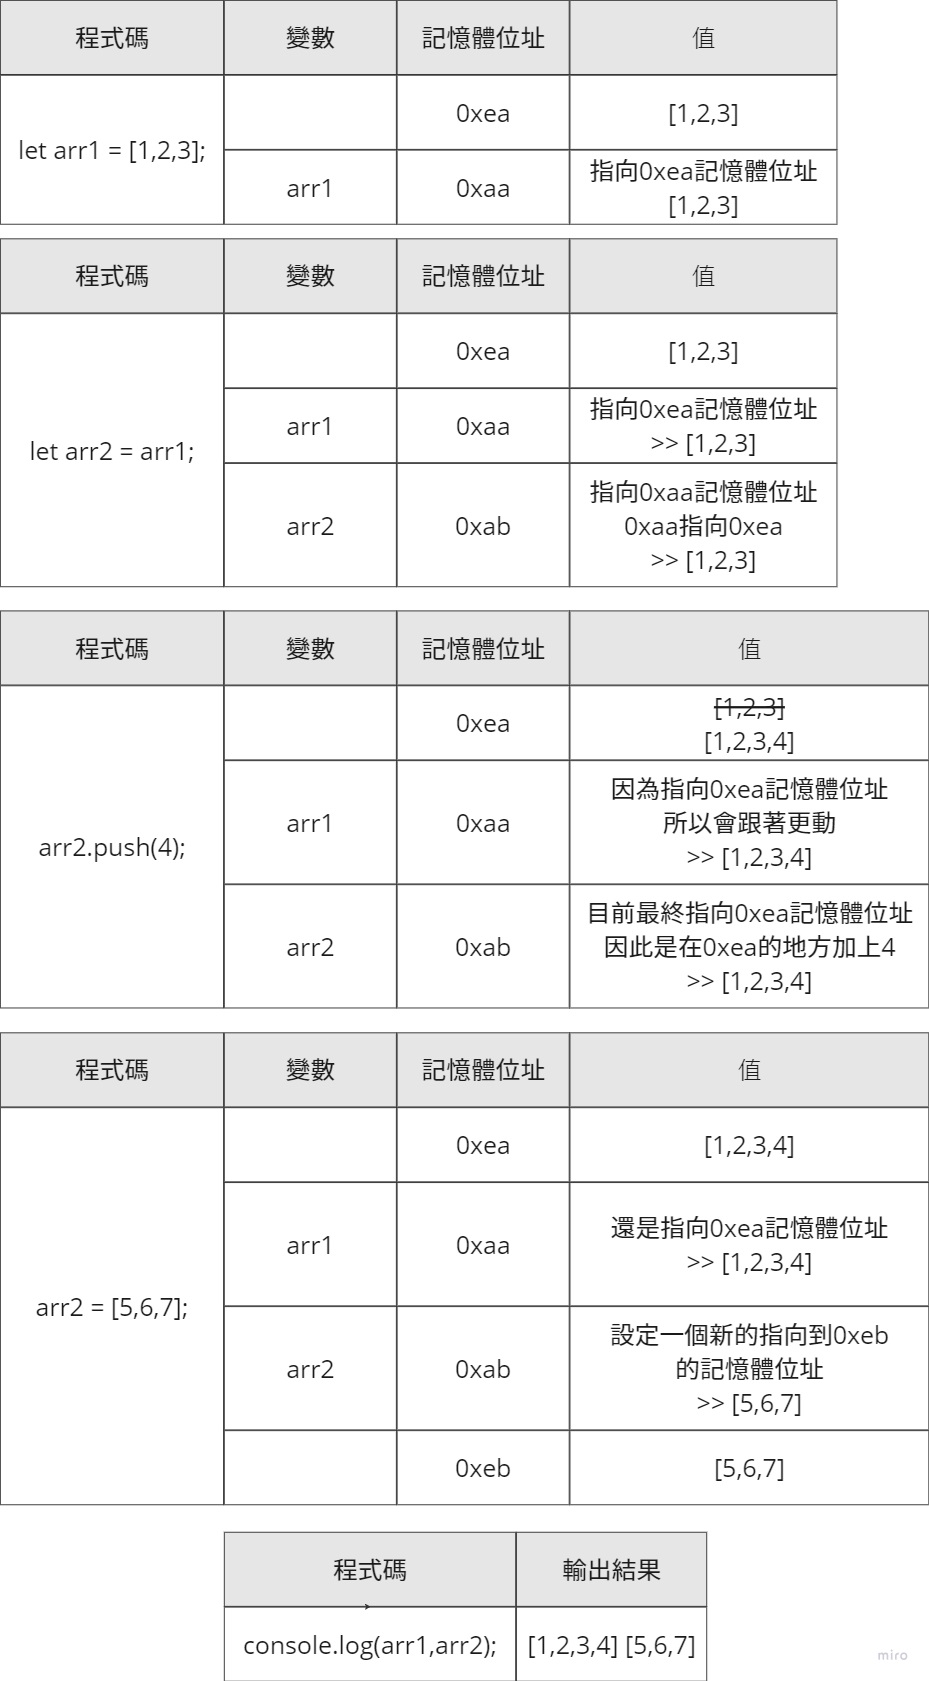 程式碼 變數 記憶體位址 值
0xea [1,2,3]
let arr1 = [1,2,3];
arr1 0xaa 指向0xea記憶體位址
[1,2,3]
程式碼 變數 記憶體位址 值
0xea [1,2,3]
let arr2 = arr1;
arr1 0xaa 指向0xea記憶體位址
>> [1,2,3]
arr2 0xab 指向0xaa記憶體位址
0xaa指向0xea
>> [1,2,3]
程式碼 變數 記憶體位址 值
0xea [1,2,3]
[1,2,3,4]
arr2.push(4);
arr1 0xaa 因為指向0xea記憶體位址
所以會跟著更動
>> [1,2,3,4]
arr2 0xab 目前最終指向0xea記憶體位址
因此是在0xea的地方加上4
>> [1,2,3,4]
程式碼 變數 記憶體位址 值
0xea [1,2,3,4]
arr2 = [5,6,7];
arr1 0xaa 還是指向0xea記憶體位址
>> [1,2,3,4]
arr2 0xab 設定一個新的指向到0xeb
的記憶體位址
>> [5,6,7]
0xeb [5,6,7]
程式碼 輸出結果
console.log(arr1,arr2); [1,2,3,4] [5,6,7]
miro